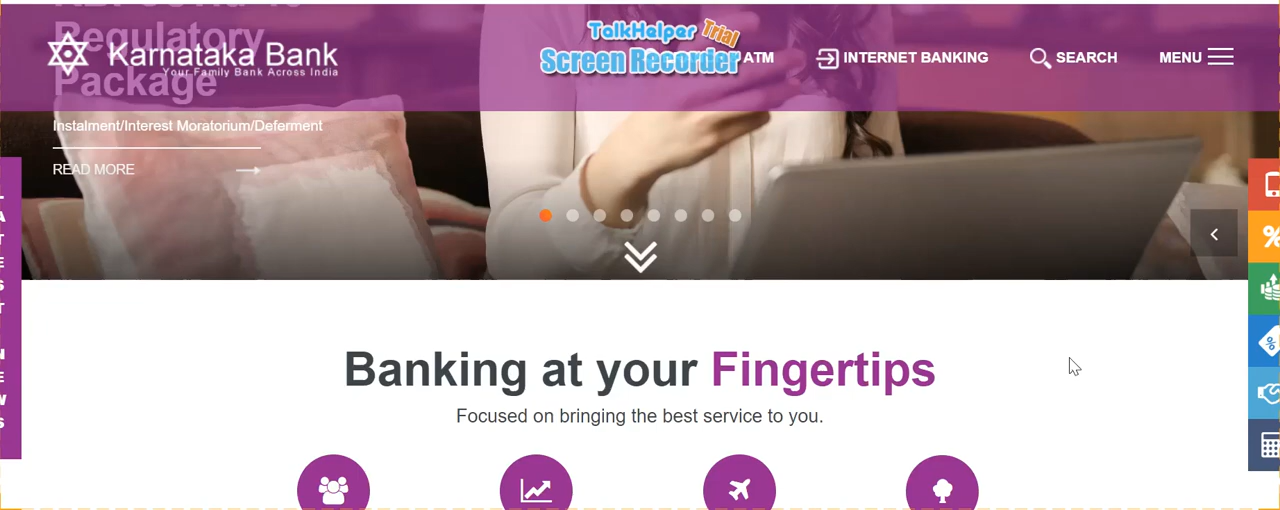 Regulatory
Package
Karnataka Bank
Your Family Bank Across India
TalkHelper Trial
Screen Recorder
ATM
INTERNET BANKING
SEARCH
MENU
Instalment/Interest Moratorium/Deferment
READ MORE
LATEST NEWS
%
Banking at your Fingertips
Focused on bringing the best service to you.